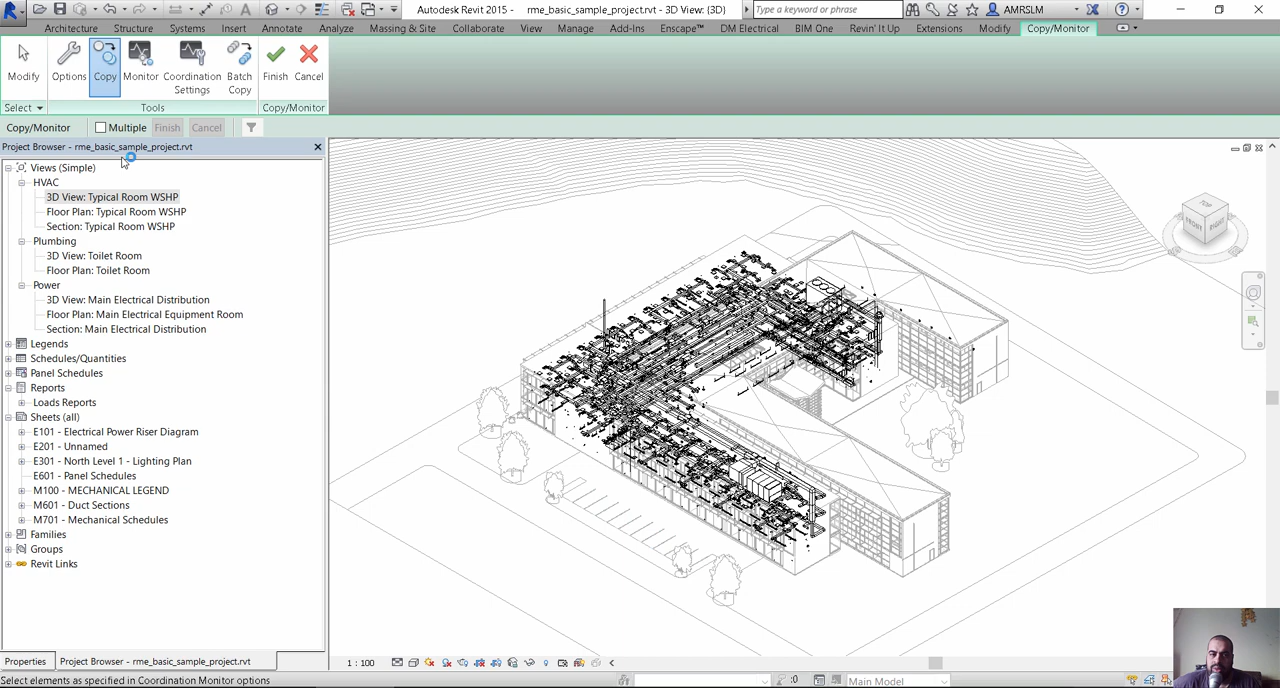 Autodesk Revit 2015 - rme_basic_sample_project.rvt - 3D View: {3D}
Type a keyword or phrase
AMRSLM
Architecture Structure Systems Insert Annotate Analyze Massing & Site Collaborate View Manage Add-Ins Enscape™ DM Electrical BIM One Revin' It Up Extensions Modify Copy/Monitor
Modify Options Copy Monitor Coordination Settings Batch Copy Finish Cancel
Select Tools Copy/Monitor
Copy/Monitor Multiple Finish Cancel
Project Browser - rme_basic_sample_project.rvt
Views (Simple)
HVAC
3D View: Typical Room WSHP
Floor Plan: Typical Room WSHP
Section: Typical Room WSHP
Plumbing
3D View: Toilet Room
Floor Plan: Toilet Room
Power
3D View: Main Electrical Distribution
Floor Plan: Main Electrical Equipment Room
Section: Main Electrical Distribution
Legends
Schedules/Quantities
Panel Schedules
Reports
Loads Reports
Sheets (all)
E101 - Electrical Power Riser Diagram
E201 - Unnamed
E301 - North Level 1 - Lighting Plan
E601 - Panel Schedules
M100 - MECHANICAL LEGEND
M601 - Duct Sections
M701 - Mechanical Schedules
Families
Groups
Revit Links
TOP
FRONT
RIGHT
Properties Project Browser - rme_basic_sample_project.rvt
1 : 100
Select elements as specified in Coordination Monitor options
:0
Main Model